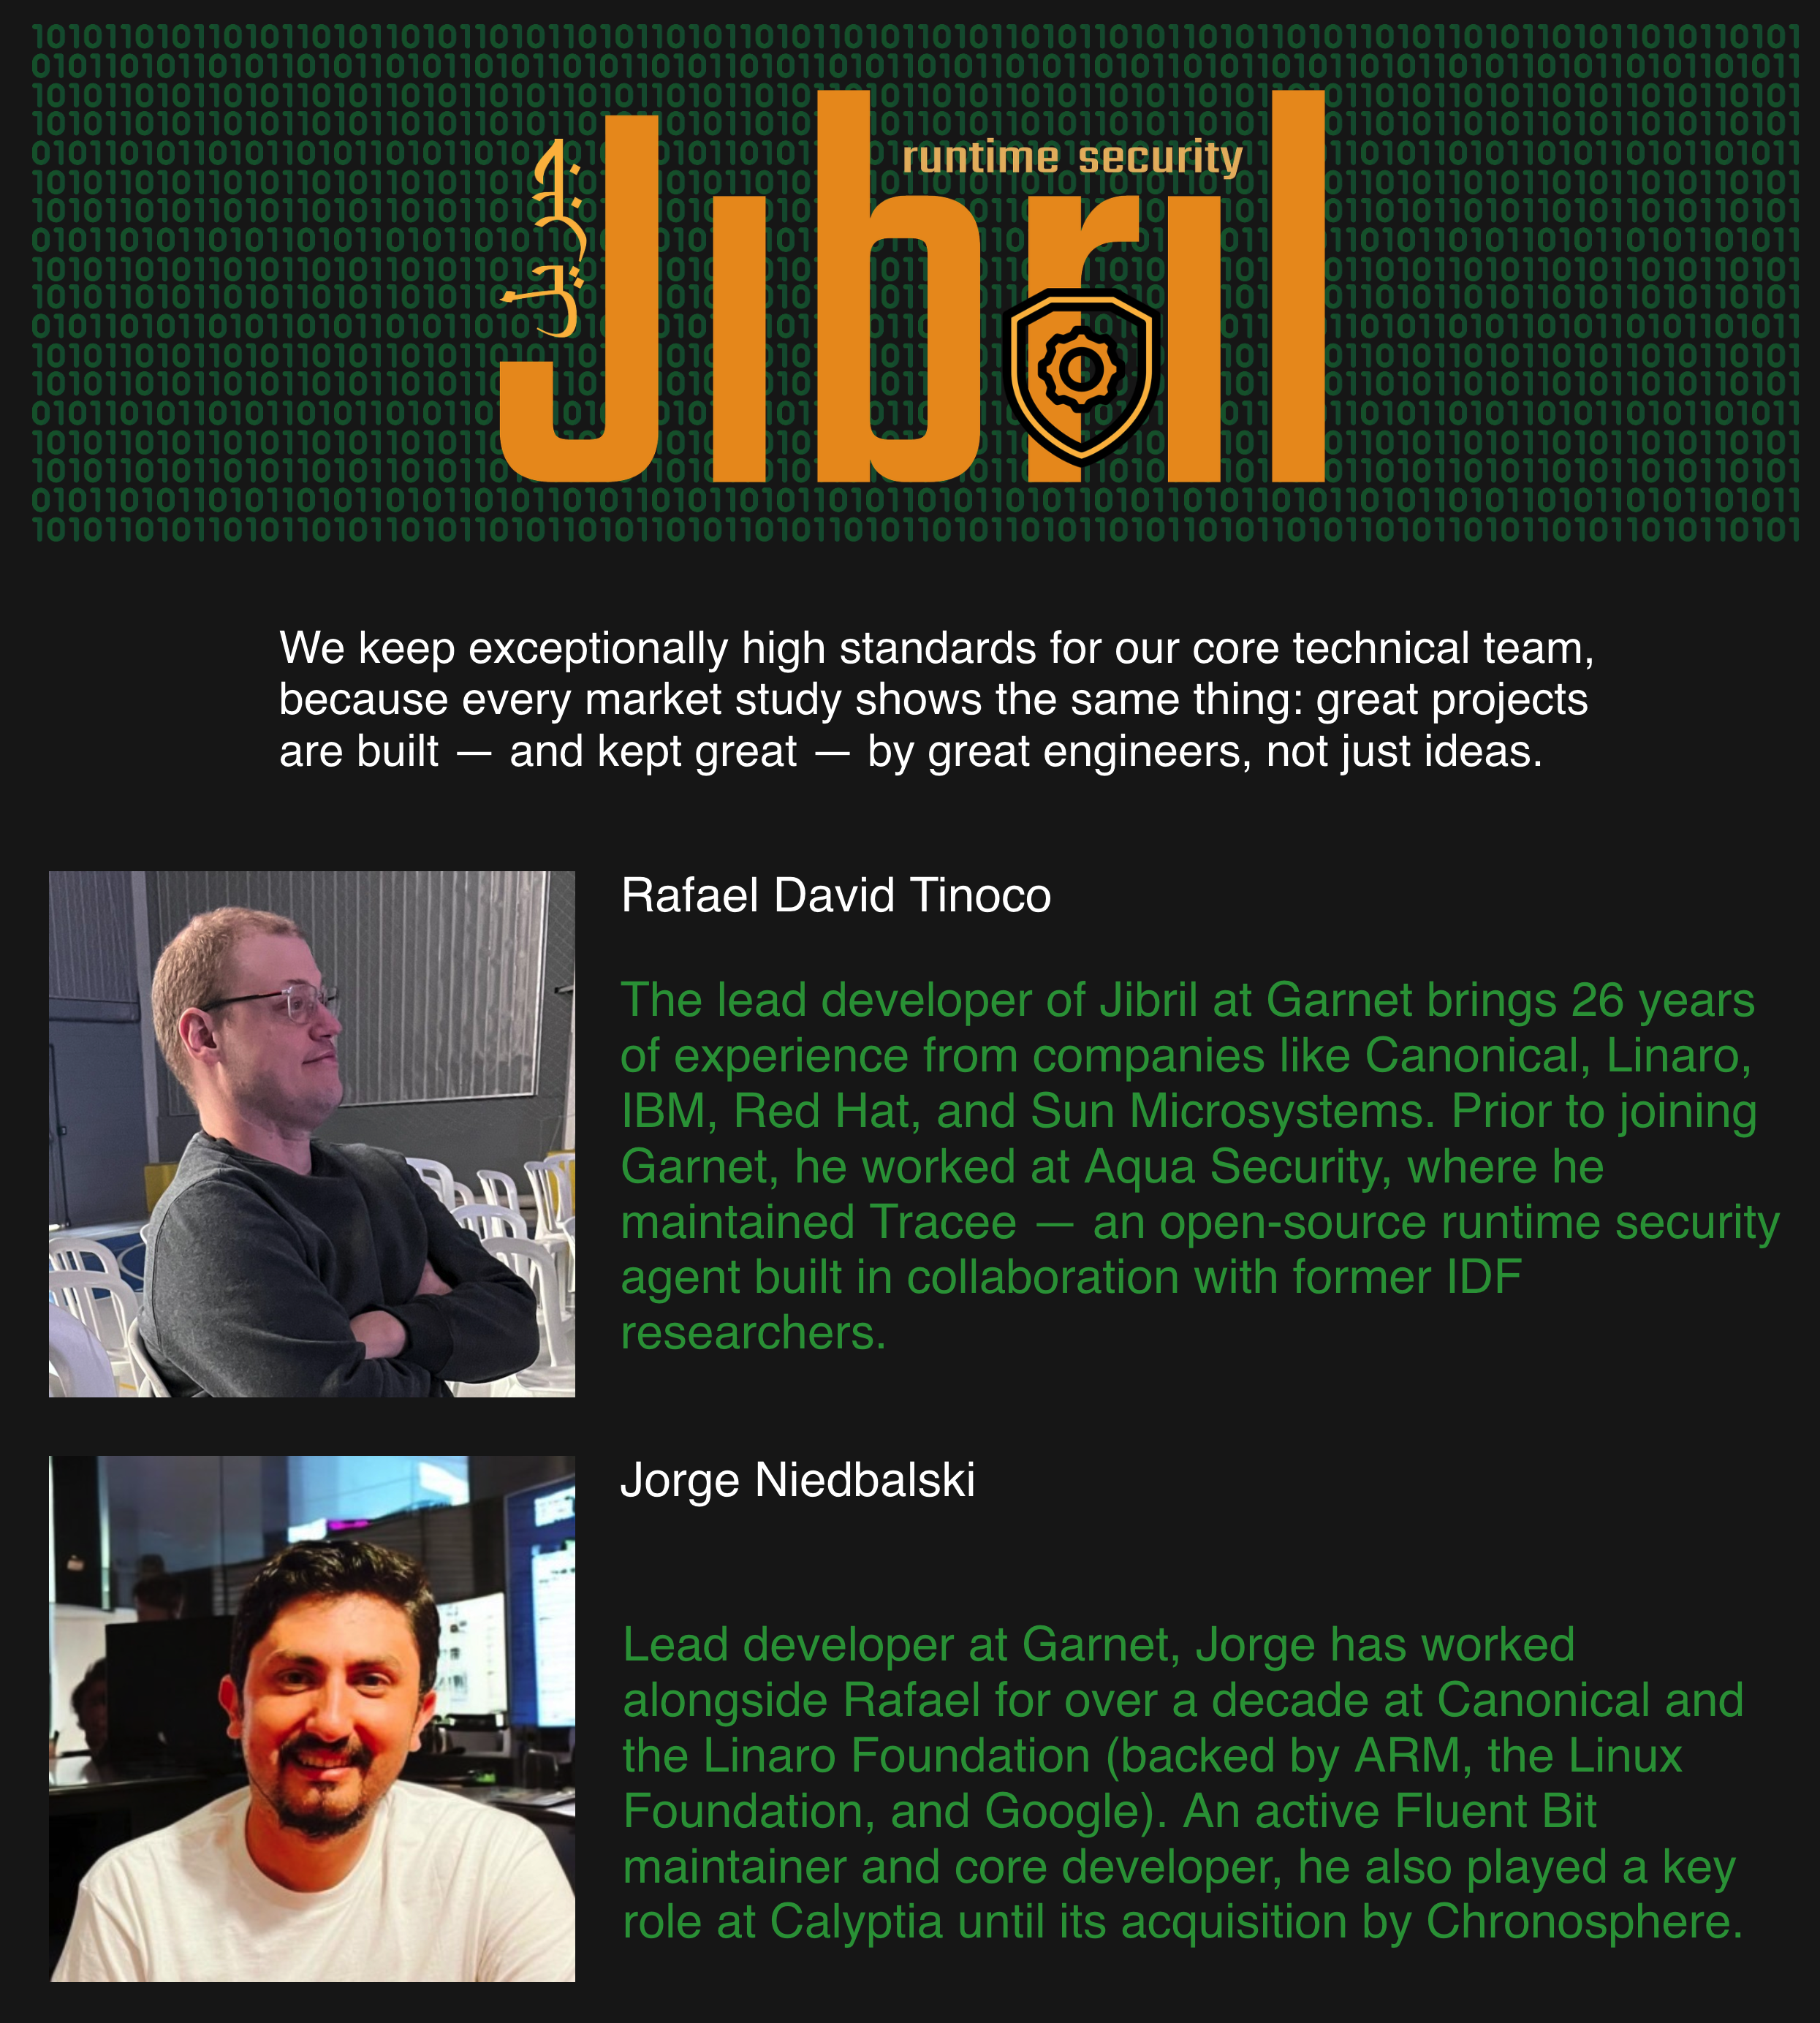 runtime security
Jibril
We keep exceptionally high standards for our core technical team,
because every market study shows the same thing: great projects
are built — and kept great — by great engineers, not just ideas.
Rafael David Tinoco
The lead developer of Jibril at Garnet brings 26 years
of experience from companies like Canonical, Linaro,
IBM, Red Hat, and Sun Microsystems. Prior to joining
Garnet, he worked at Aqua Security, where he
maintained Tracee — an open-source runtime security
agent built in collaboration with former IDF
researchers.
Jorge Niedbalski
Lead developer at Garnet, Jorge has worked
alongside Rafael for over a decade at Canonical and
the Linaro Foundation (backed by ARM, the Linux
Foundation, and Google). An active Fluent Bit
maintainer and core developer, he also played a key
role at Calyptia until its acquisition by Chronosphere.